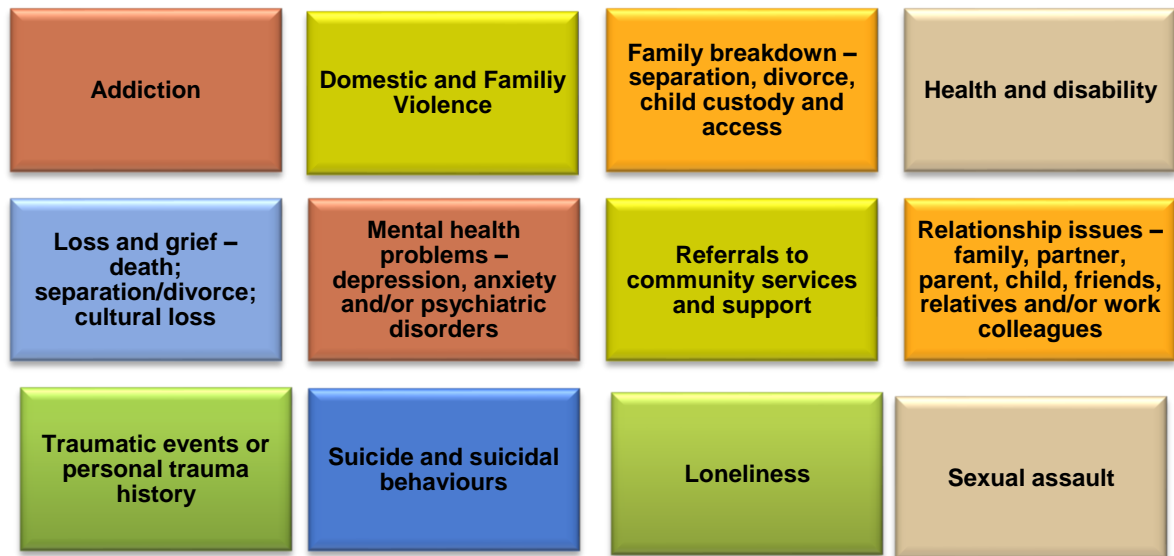 Addiction
Domestic and Familiy
Violence
Family breakdown –
separation, divorce,
child custody and
access
Health and disability
Loss and grief –
death;
separation/divorce;
cultural loss
Mental health
problems –
depression, anxiety
and/or psychiatric
disorders
Referrals to
community services
and support
Relationship issues –
family, partner,
parent, child, friends,
relatives and/or work
colleagues
Traumatic events or
personal trauma
history
Suicide and suicidal
behaviours
Loneliness
Sexual assault